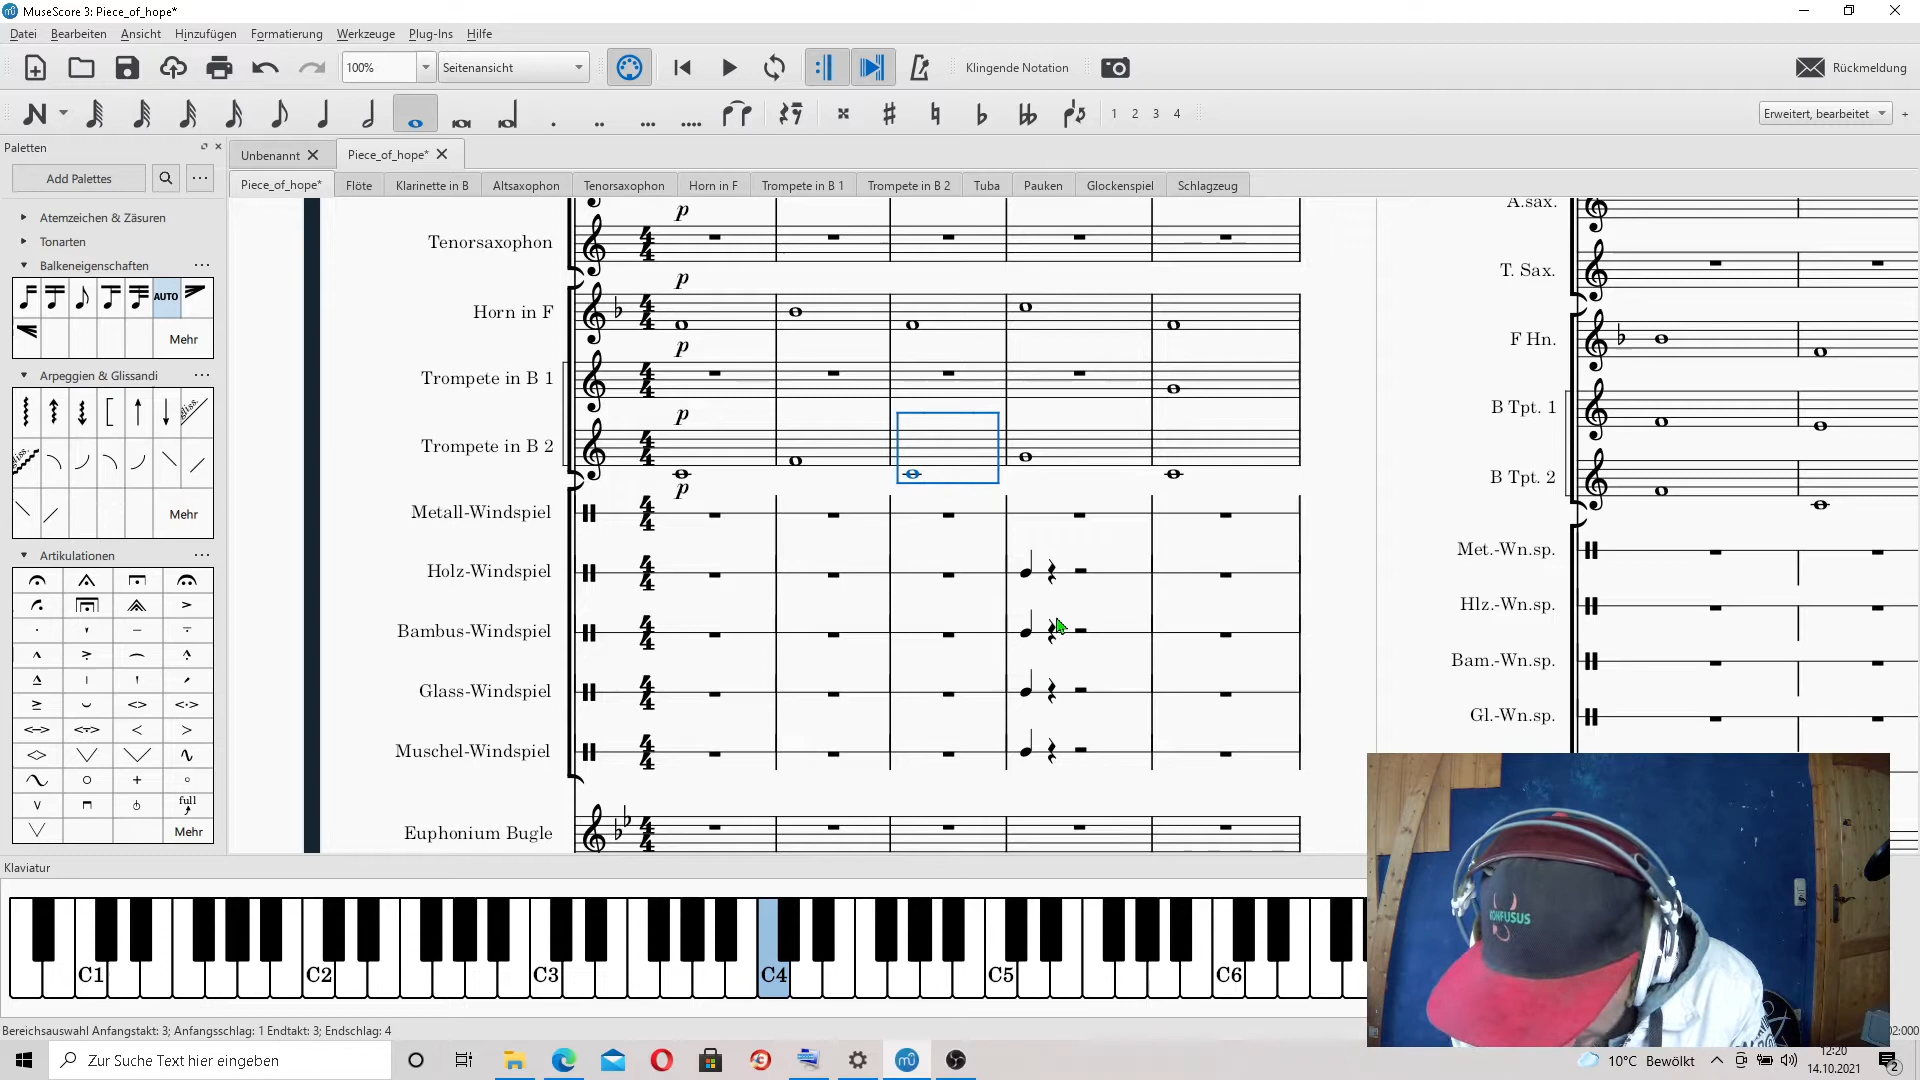 MuseScore 3: Piece_of_hope*
Datei Bearbeiten Ansicht Hinzufügen Formatierung Werkzeuge Plug-Ins Hilfe
100% Seitenansicht Klingende Notation Rückmeldung
1 2 3 4 Erweitert, bearbeitet +
Paletten
Unbenannt Piece_of_hope*
Add Palettes
Piece_of_hope* Flöte Klarinette in B Altsaxophon Tenorsaxophon Horn in F Trompete in B 1 Trompete in B 2 Tuba Pauken Glockenspiel Schlagzeug
Atemzeichen & Zäsuren
Tonarten
Balkeneigenschaften
AUTO
Mehr
Arpeggien & Glissandi
gliss.
gliss.
Mehr
Artikulationen
full
Mehr
p
Tenorsaxophon
p
Horn in F
p
Trompete in B 1
p
Trompete in B 2
p
Metall-Windspiel
Holz-Windspiel
Bambus-Windspiel
Glass-Windspiel
Muschel-Windspiel
Euphonium Bugle
A.sax.
T. Sax.
F Hn.
B Tpt. 1
B Tpt. 2
Met.-Wn.sp.
Hlz.-Wn.sp.
Bam.-Wn.sp.
Gl.-Wn.sp.
KONFUSUS
Klaviatur
C1 C2 C3 C4 C5 C6
Bereichsauswahl Anfangstakt: 3; Anfangsschlag: 1 Endtakt: 3; Endschlag: 4
02:000
Zur Suche Text hier eingeben
10°C Bewölkt
12:20
14.10.2021
2